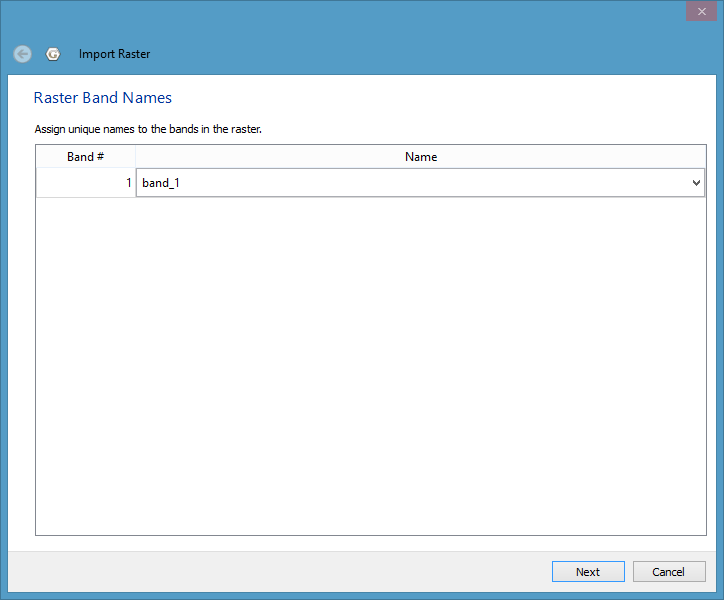 Import Raster
Raster Band Names
Assign unique names to the bands in the raster.
Band # Name
1 band_1
Next Cancel